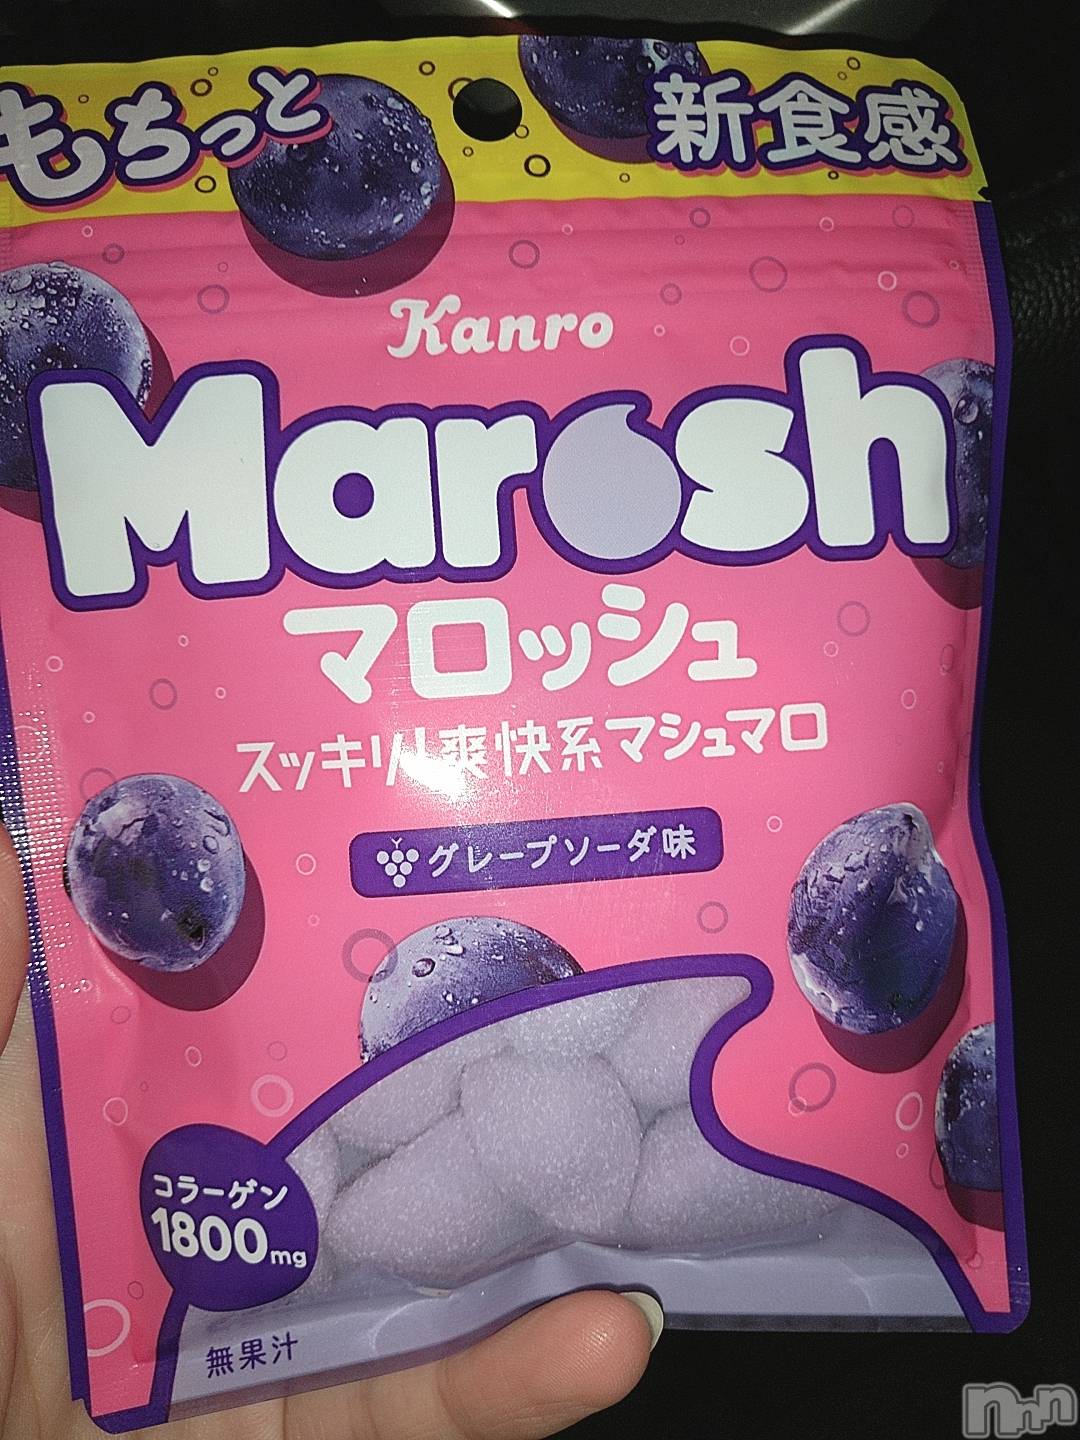 もちっと 新食感
Kanro
Marosh
マロッシュ
スッキリ!爽快系マシュマロ
グレープソーダ味
コラーゲン
1800mg
無果汁
nnn